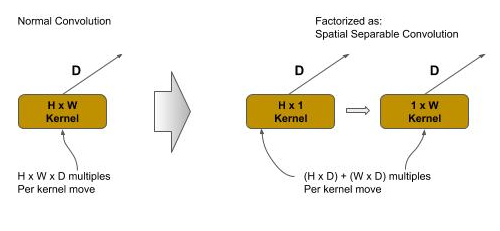 Normal Convolution
Factorized as:
Spatial Separable Convolution
D
H x W
Kernel
H x W x D multiples
Per kernel move
D
H x 1
Kernel
D
1 x W
Kernel
(H x D) + (W x D) multiples
Per kernel move